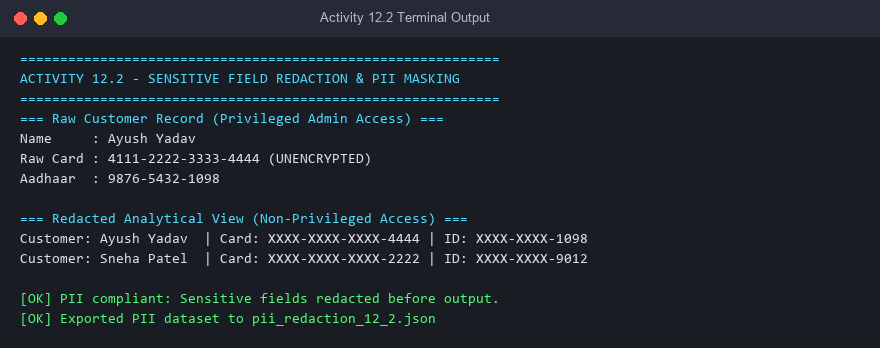 Activity 12.2 Terminal Output
============================================================
ACTIVITY 12.2 - SENSITIVE FIELD REDACTION & PII MASKING
============================================================
=== Raw Customer Record (Privileged Admin Access) ===
Name     : Ayush Yadav
Raw Card : 4111-2222-3333-4444 (UNENCRYPTED)
Aadhaar  : 9876-5432-1098
=== Redacted Analytical View (Non-Privileged Access) ===
Customer: Ayush Yadav  | Card: XXXX-XXXX-XXXX-4444 | ID: XXXX-XXXX-1098
Customer: Sneha Patel  | Card: XXXX-XXXX-XXXX-2222 | ID: XXXX-XXXX-9012
[OK] PII compliant: Sensitive fields redacted before output.
[OK] Exported PII dataset to pii_redaction_12_2.json